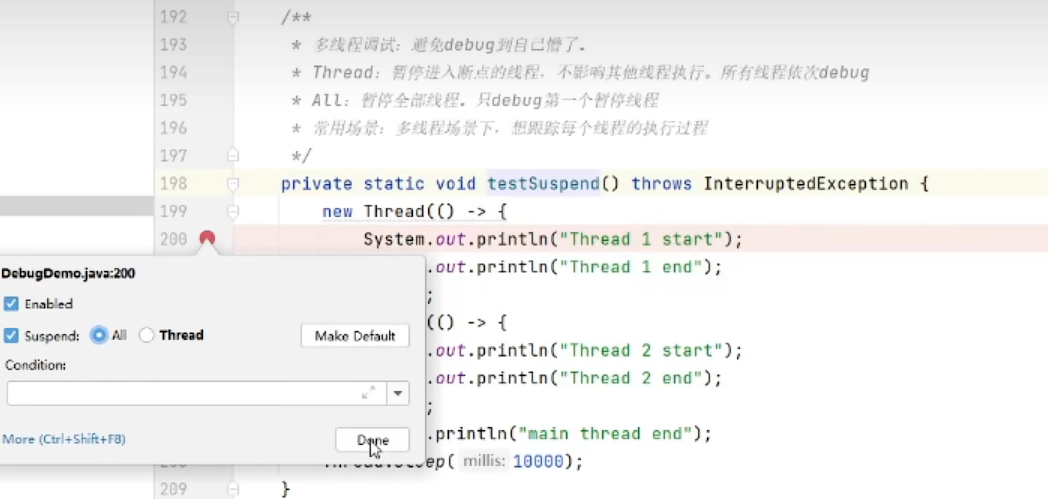 192 /**
193 * 多线程调试：避免debug到自己懵了。
194 * Thread：暂停进入断点的线程，不影响其他线程执行。所有线程依次debug
195 * All：暂停全部线程。只debug第一个暂停线程
196 * 常用场景：多线程场景下，想跟踪每个线程的执行过程
197 */
198 private static void testSuspend() throws InterruptedException {
199 new Thread(() -> {
200 System.out.println("Thread 1 start");
DebugDemo.java:200
.out.println("Thread 1 end");
Enabled
;
(() -> {
Suspend: All Thread Make Default
.out.println("Thread 2 start");
Condition:
.out.println("Thread 2 end");
;
More (Ctrl+Shift+F8) Done
.println("main thread end");
( millis: 10000);
209 }